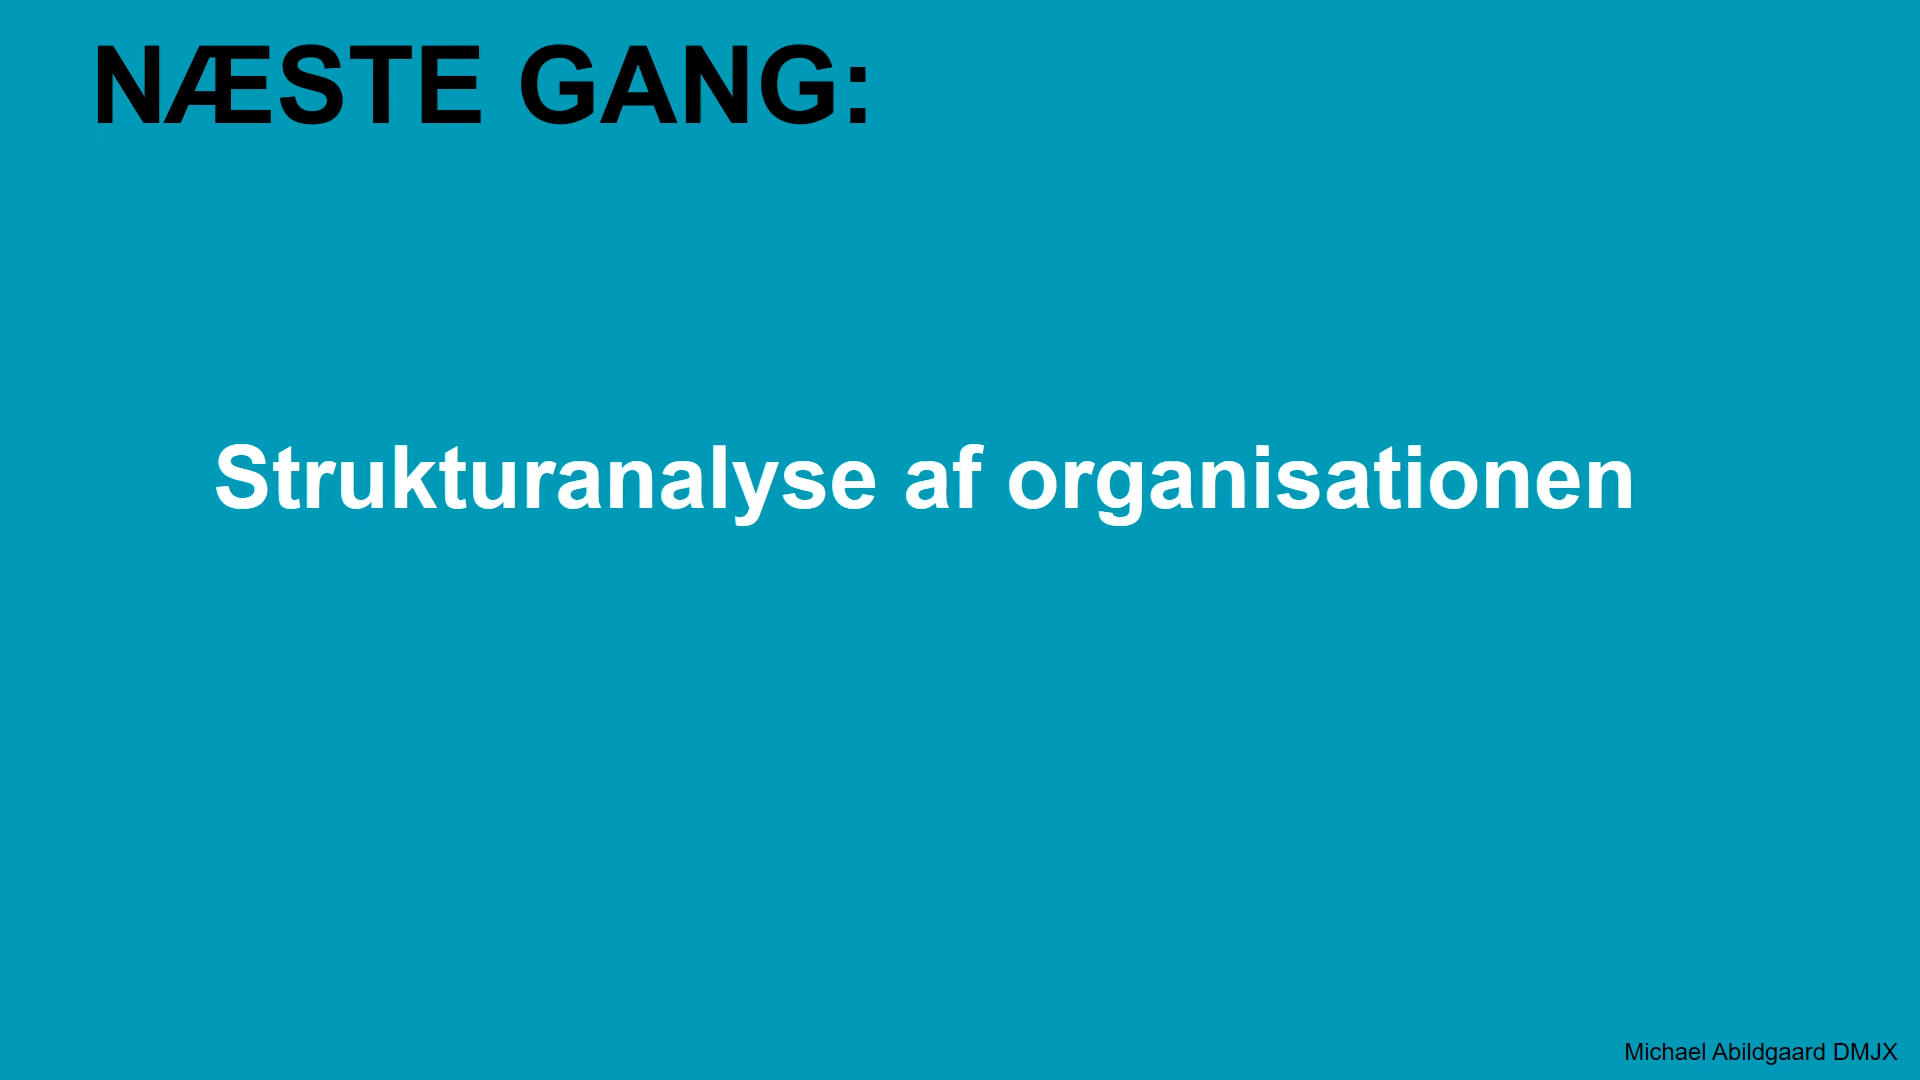 NÆSTE GANG:
Strukturanalyse af organisationen
Michael Abildgaard DMJX